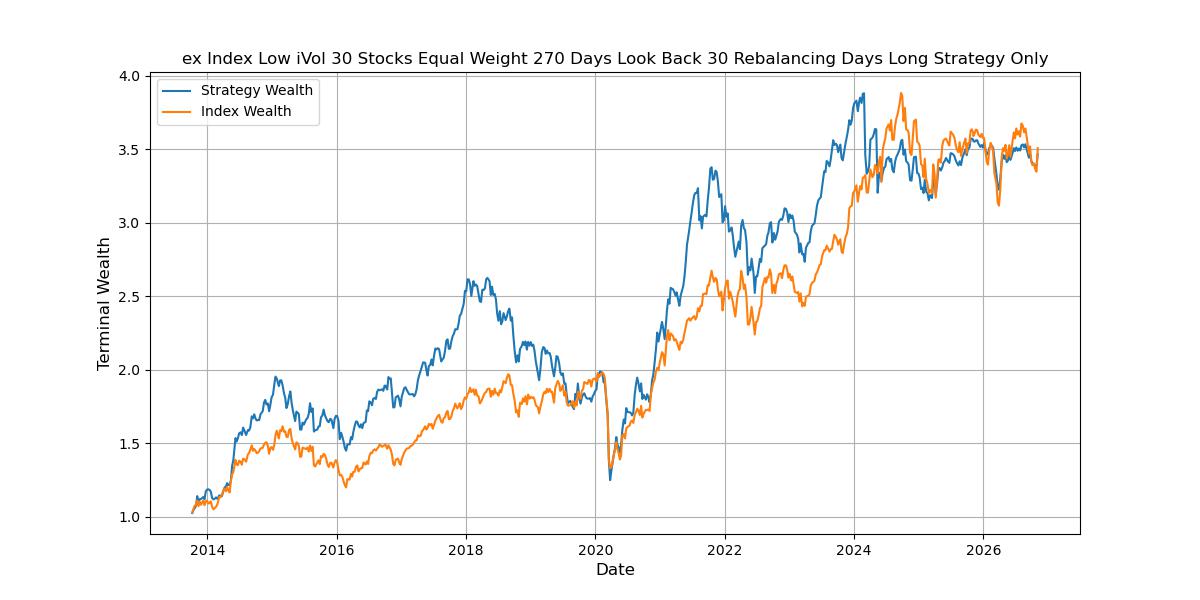 ex Index Low iVol 30 Stocks Equal Weight 270 Days Look Back 30 Rebalancing Days Long Strategy Only
Strategy Wealth
Index Wealth
Terminal Wealth
4.0
3.5
3.0
2.5
2.0
1.5
1.0
2014 2016 2018 2020 2022 2024 2026
Date